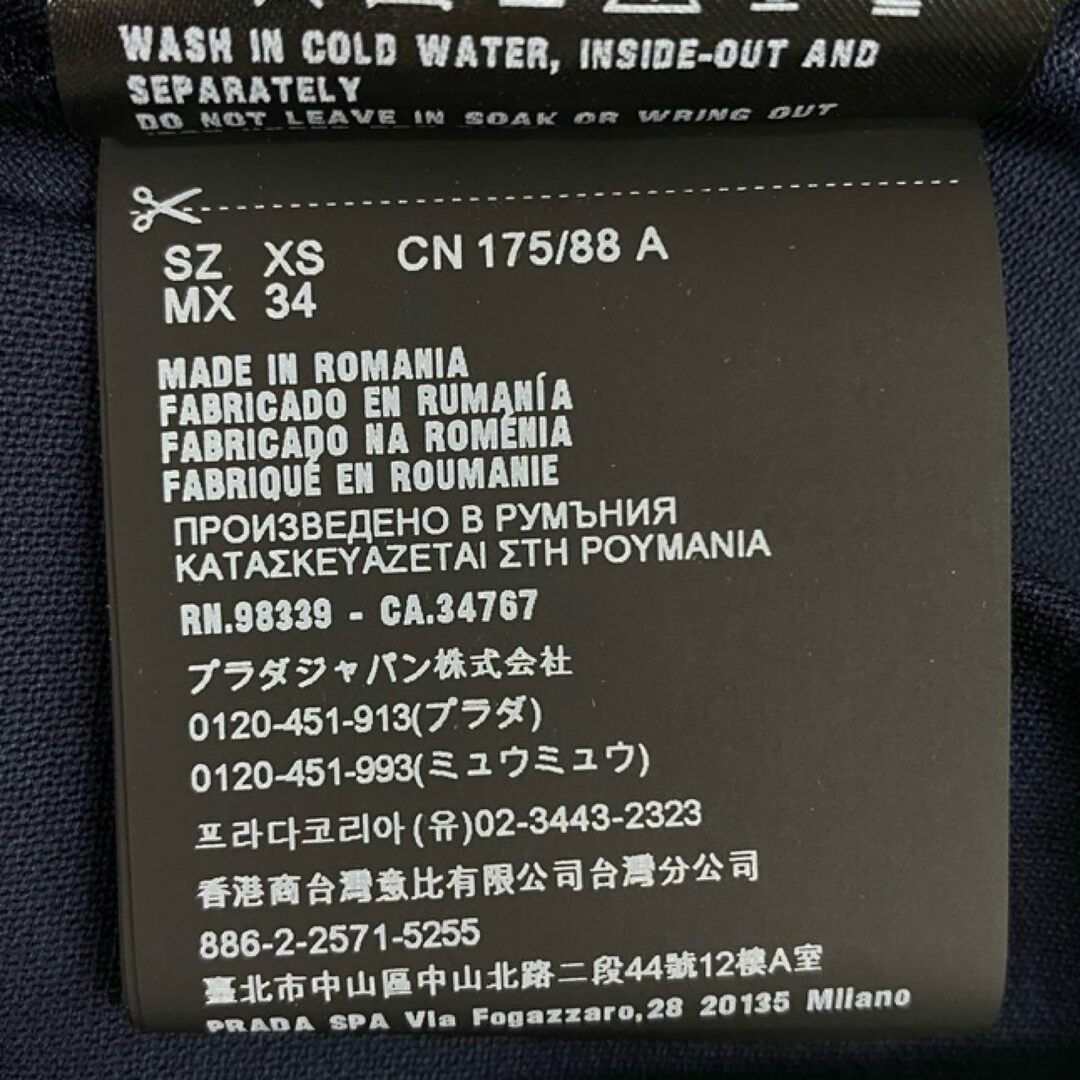 WASH IN COLD WATER, INSIDE-OUT AND
SEPARATELY
DO NOT LEAVE IN SOAK OR WRING OUT
SZ XS CN 175/88 A
MX 34
MADE IN ROMANIA
FABRICADO EN RUMANÍA
FABRICADO NA ROMÉNIA
FABRIQUÉ EN ROUMANIE
ПРОИЗВЕДЕНО В РУМЪНИЯ
ΚΑΤΑΣΚΕΥΑΖΕΤΑΙ ΣΤΗ ΡΟΥΜΑΝΙΑ
RN.98339 - CA.34767
プラダジャパン株式会社
0120-451-913(プラダ)
0120-451-993(ミュウミュウ)
프라다코리아(유)02-3443-2323
香港商台灣意比有限公司台灣分公司
886-2-2571-5255
臺北市中山區中山北路二段44號12樓A室
PRADA SPA Via Fogazzaro,28 20135 Milano